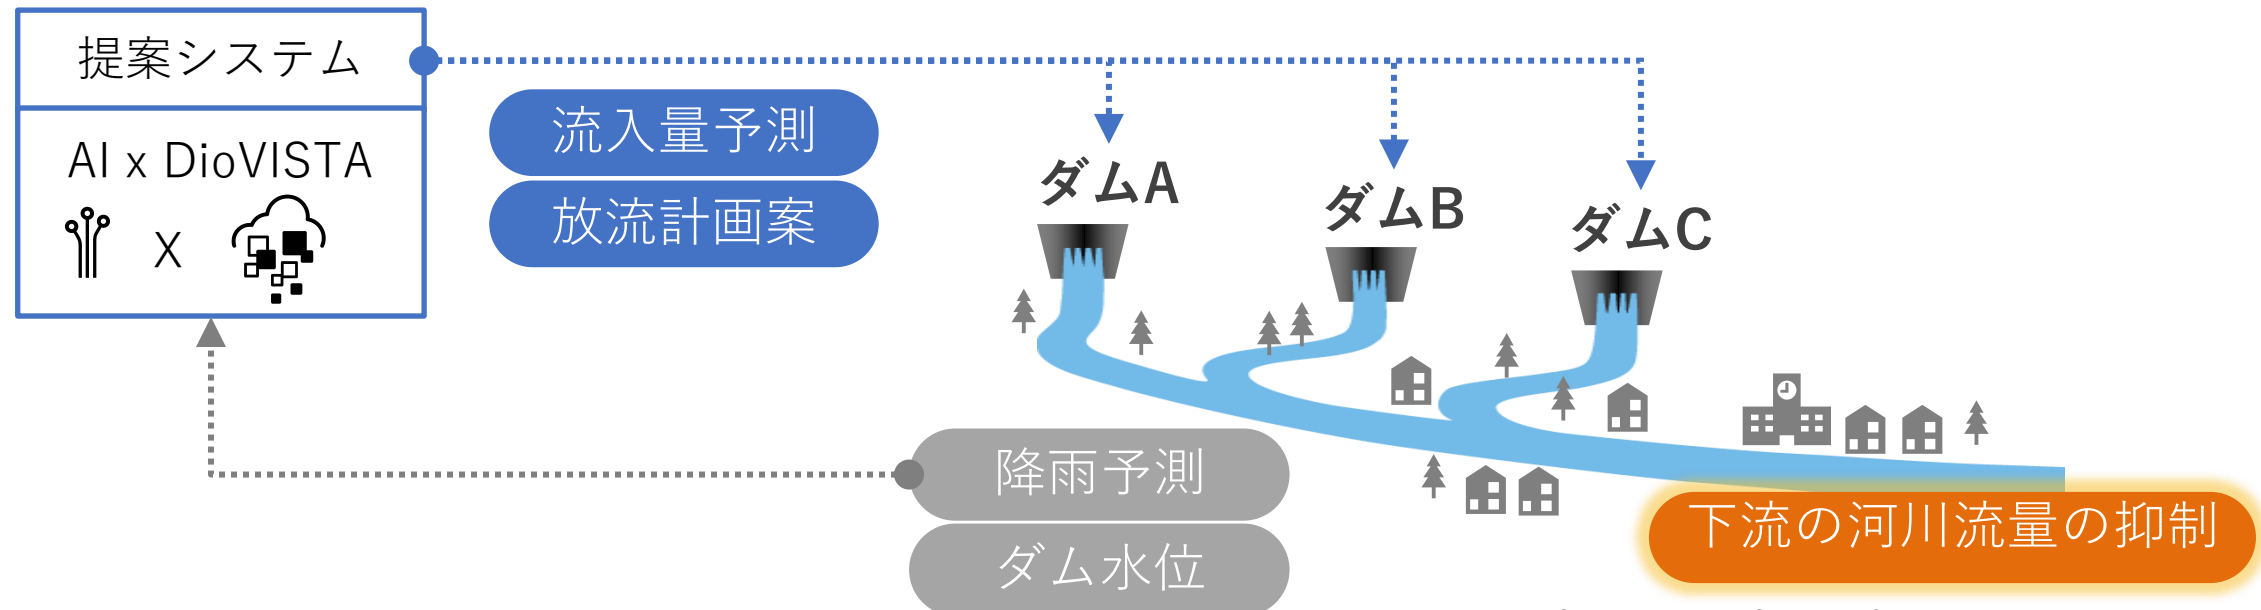 提案システム
AI x DioVISTA
X
流入量予測
放流計画案
ダムA
ダムB
ダムC
降雨予測
ダム水位
下流の河川流量の抑制